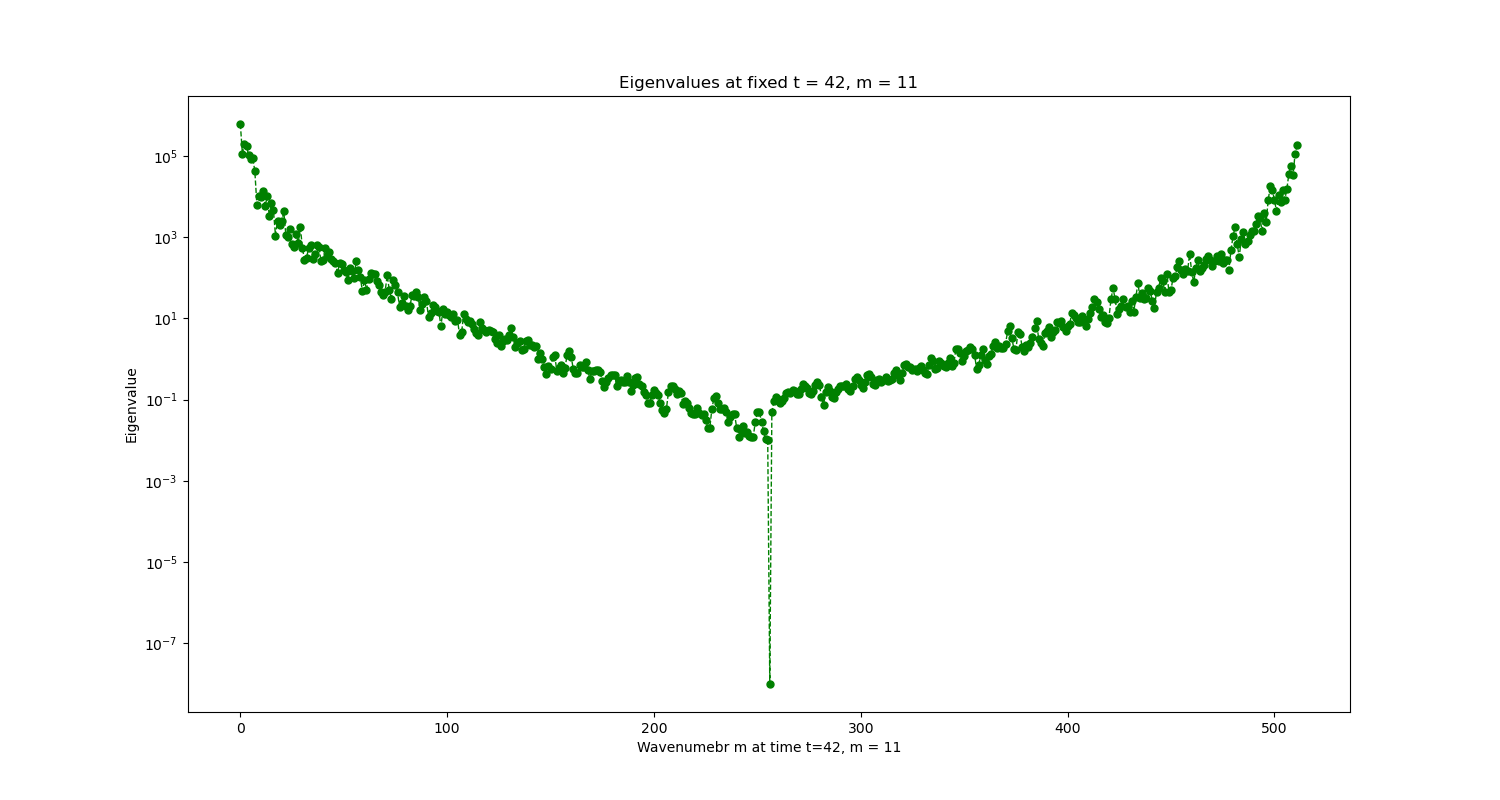 Eigenvalues at fixed t = 42, m = 11
Eigenvalue
10^5
10^3
10^1
10^-1
10^-3
10^-5
10^-7
0 100 200 300 400 500
Wavenumebr m at time t=42, m = 11